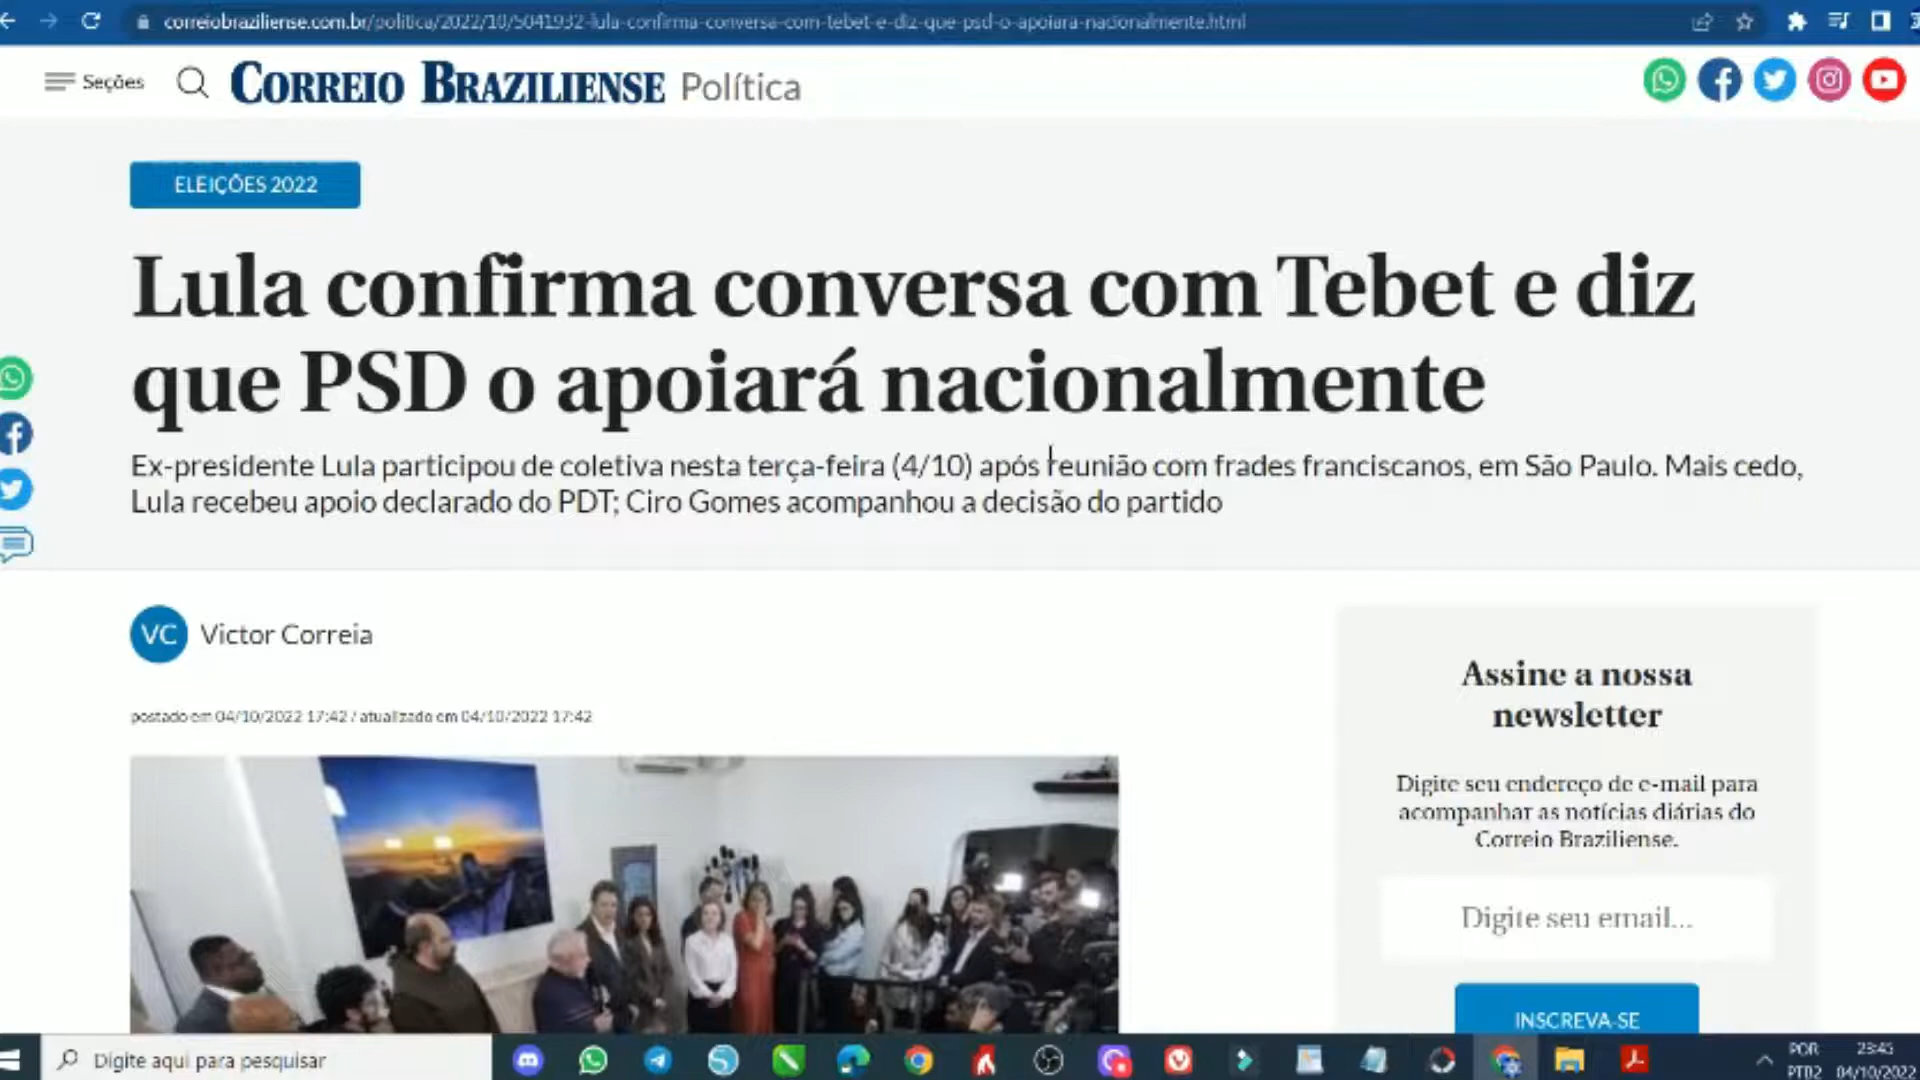 correiobraziliense.com.br/politica/2022/10/5041932-lula-confirma-conversa-com-tebet-e-diz-que-psd-o-apoiara-nacionalmente.html
Seções CORREIO BRAZILIENSE Política
ELEIÇÕES 2022
Lula confirma conversa com Tebet e diz
que PSD o apoiará nacionalmente
Ex-presidente Lula participou de coletiva nesta terça-feira (4/10) após reunião com frades franciscanos, em São Paulo. Mais cedo,
Lula recebeu apoio declarado do PDT; Ciro Gomes acompanhou a decisão do partido
VC Victor Correia
postado em 04/10/2022 17:42 / atualizado em 04/10/2022 17:42
Assine a nossa
newsletter
Digite seu endereço de e-mail para
acompanhar as notícias diárias do
Correio Braziliense.
Digite seu email...
INSCREVA-SE
Digite aqui para pesquisar
POR 23:45
PTB2 04/10/2022